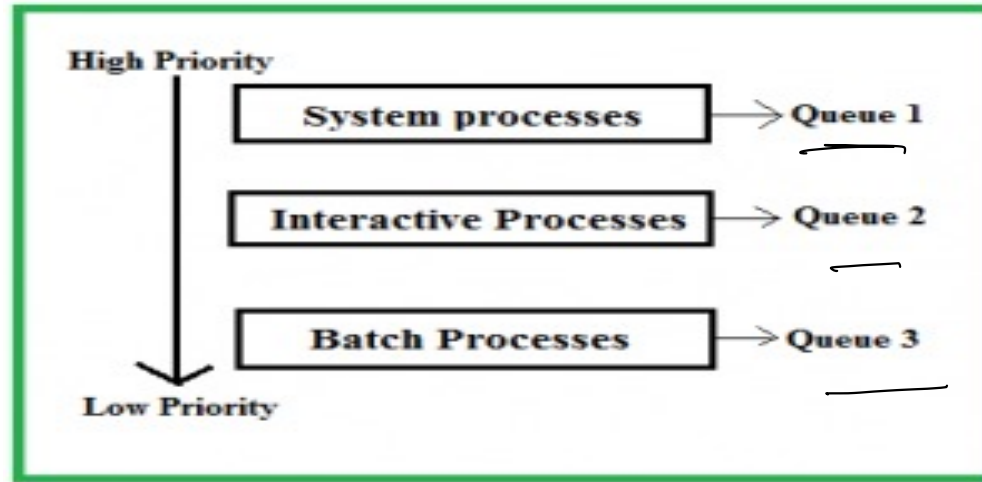 High Priority
System processes
Queue 1
Interactive Processes
Queue 2
Batch Processes
Queue 3
Low Priority